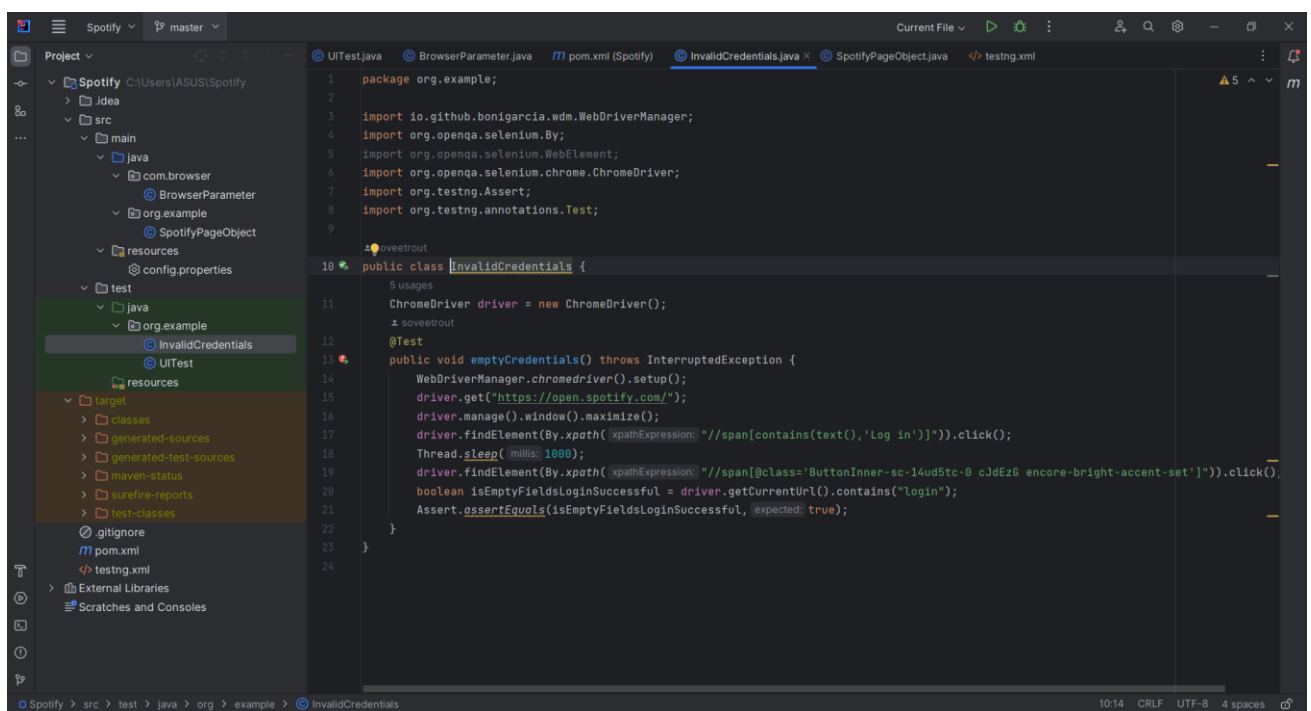 Spotify master Current File
Project
UITest.java BrowserParameter.java pom.xml (Spotify) InvalidCredentials.java SpotifyPageObject.java testng.xml
Spotify C:\Users\ASUS\Spotify
.idea
src
main
java
com.browser
BrowserParameter
org.example
SpotifyPageObject
resources
config.properties
test
java
org.example
InvalidCredentials
UITest
resources
target
classes
generated-sources
generated-test-sources
maven-status
surefire-reports
test-classes
.gitignore
m pom.xml
testng.xml
External Libraries
Scratches and Consoles
5
m
1 package org.example;
2
3 import io.github.bonigarcia.wdm.WebDriverManager;
4 import org.openqa.selenium.By;
5 import org.openqa.selenium.WebElement;
6 import org.openqa.selenium.chrome.ChromeDriver;
7 import org.testng.Assert;
8 import org.testng.annotations.Test;
9
oveetrout
10 public class InvalidCredentials {
5 usages
11 ChromeDriver driver = new ChromeDriver();
soveetrout
12 @Test
13 public void emptyCredentials() throws InterruptedException {
14 WebDriverManager.chromedriver().setup();
15 driver.get("https://open.spotify.com/");
16 driver.manage().window().maximize();
17 driver.findElement(By.xpath( xpathExpression: "//span[contains(text(),'Log in')]")).click();
18 Thread.sleep( millis: 1000);
19 driver.findElement(By.xpath( xpathExpression: "//span[@class='ButtonInner-sc-14ud5tc-0 cJdEzG encore-bright-accent-set']")).click();
20 boolean isEmptyFieldsLoginSuccessful = driver.getCurrentUrl().contains("login");
21 Assert.assertEquals(isEmptyFieldsLoginSuccessful, expected: true);
22 }
23 }
24
Spotify > src > test > java > org > example > InvalidCredentials 10:14 CRLF UTF-8 4 spaces